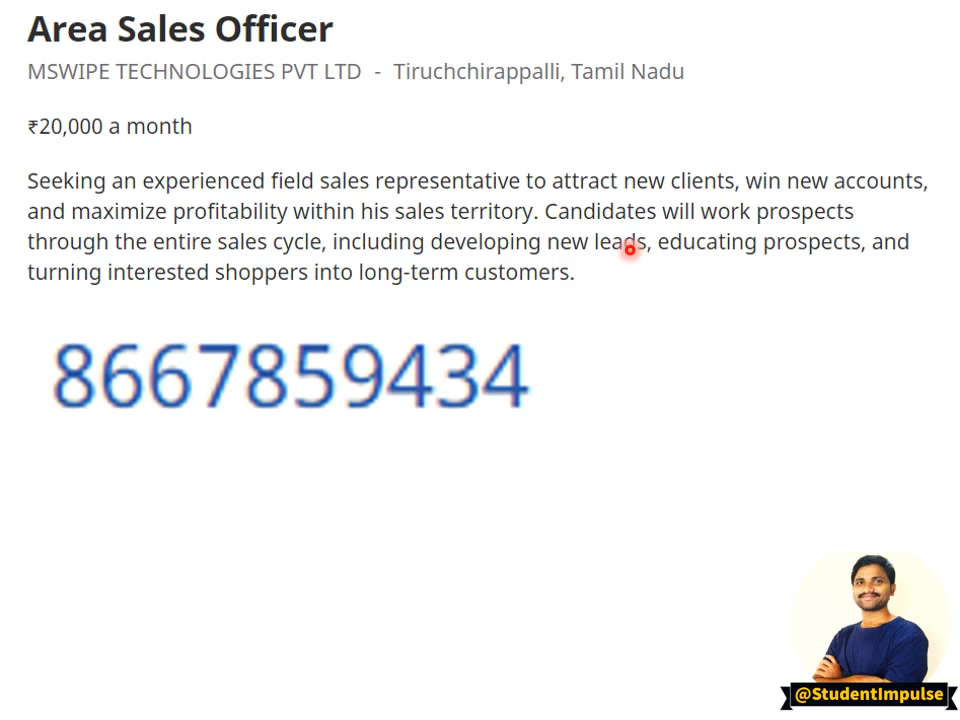 Area Sales Officer
MSWIPE TECHNOLOGIES PVT LTD - Tiruchchirappalli, Tamil Nadu
₹20,000 a month
Seeking an experienced field sales representative to attract new clients, win new accounts,
and maximize profitability within his sales territory. Candidates will work prospects
through the entire sales cycle, including developing new leads, educating prospects, and
turning interested shoppers into long-term customers.
8667859434
@StudentImpulse